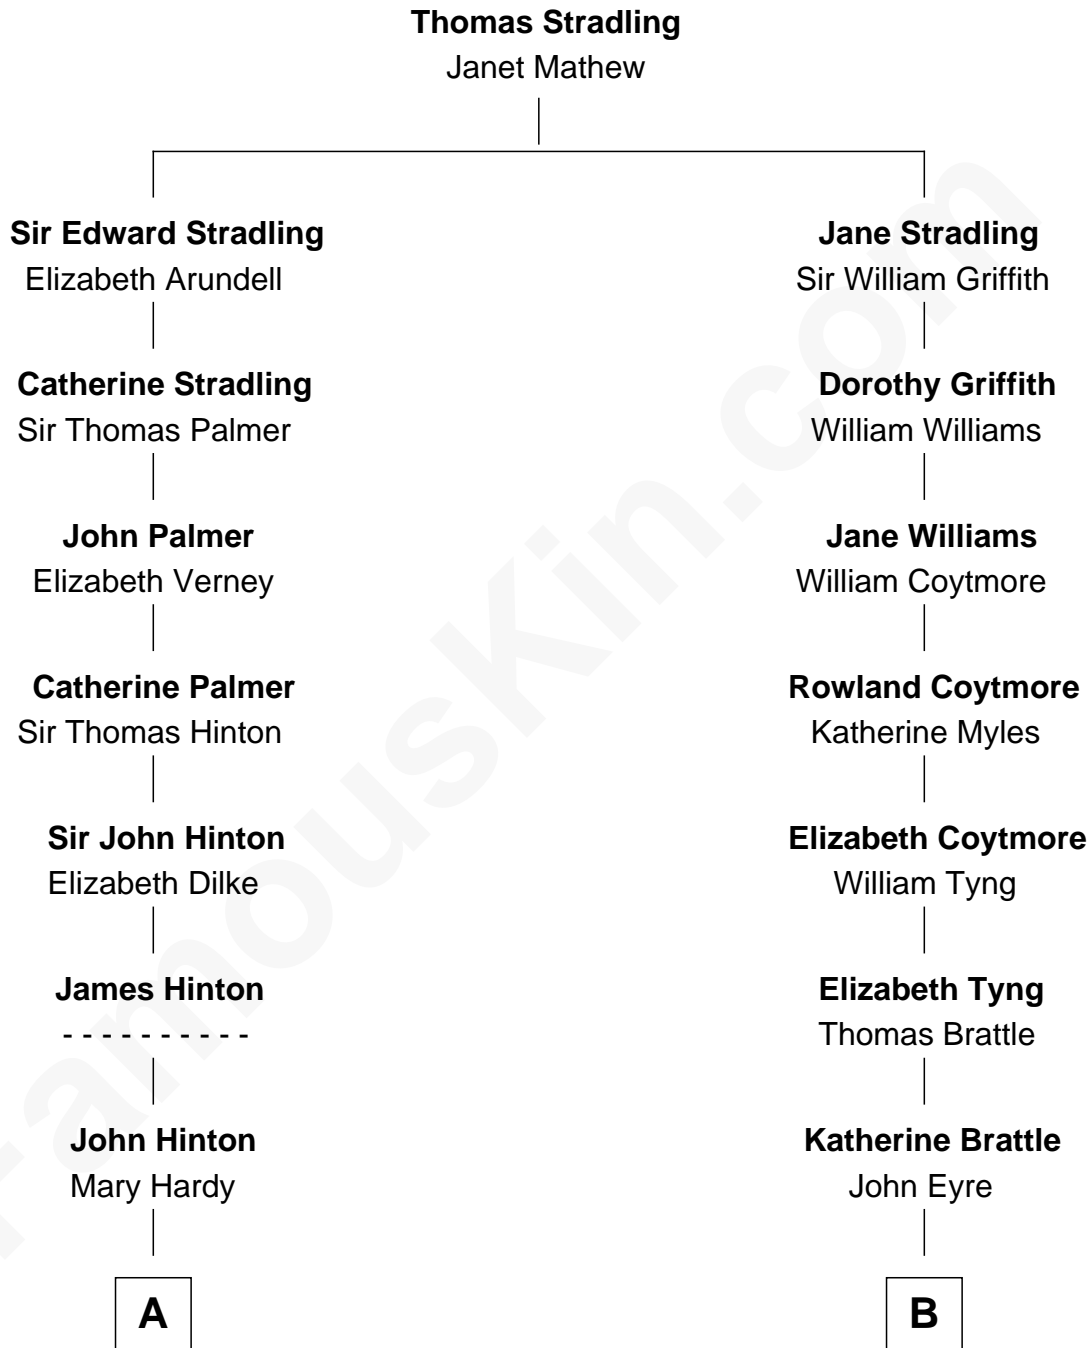 Thomas Stradling
Janet Mathew
Sir Edward Stradling
Elizabeth Arundell
Jane Stradling
Sir William Griffith
Catherine Stradling
Sir Thomas Palmer
Dorothy Griffith
William Williams
John Palmer
Elizabeth Verney
Jane Williams
William Coytmore
Catherine Palmer
Sir Thomas Hinton
Rowland Coytmore
Katherine Myles
Sir John Hinton
Elizabeth Dilke
Elizabeth Coytmore
William Tyng
James Hinton
- - - - - - - - - -
Elizabeth Tyng
Thomas Brattle
John Hinton
Mary Hardy
Katherine Brattle
John Eyre
A
B
FamousKin.com